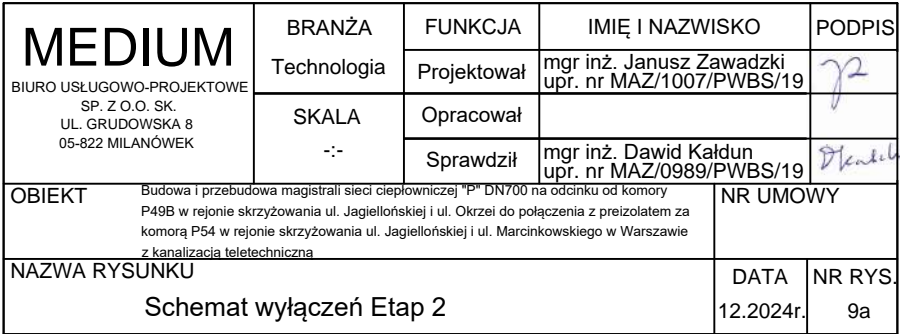 MEDIUM
BIURO USŁUGOWO-PROJEKTOWE
SP. Z O.O. SK.
UL. GRUDOWSKA 8
05-822 MILANÓWEK
BRANŻA
Technologia
SKALA
-:-
FUNKCJA
IMIĘ I NAZWISKO
PODPIS
Projektował
mgr inż. Janusz Zawadzki
upr. nr MAZ/1007/PWBS/19
Opracował
Sprawdził
mgr inż. Dawid Kałdun
upr. nr MAZ/0989/PWBS/19
OBIEKT
Budowa i przebudowa magistrali sieci ciepłowniczej "P" DN700 na odcinku od komory
P49B w rejonie skrzyżowania ul. Jagiellońskiej i ul. Okrzei do połączenia z preizolatem za
komorą P54 w rejonie skrzyżowania ul. Jagiellońskiej i ul. Marcinkowskiego w Warszawie
z kanalizacją teletechniczną
NR UMOWY
NAZWA RYSUNKU
Schemat wyłączeń Etap 2
DATA
12.2024r.
NR RYS.
9a